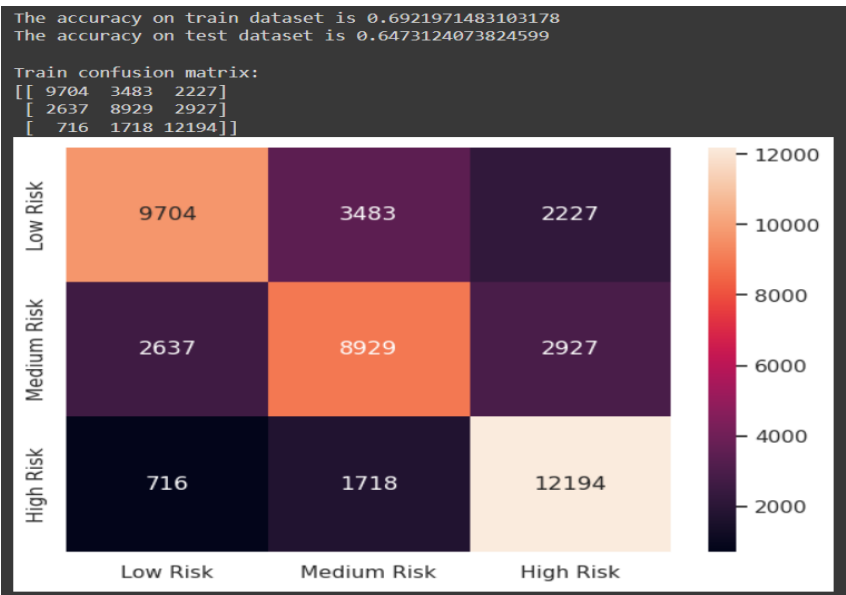 The accuracy on train dataset is 0.6921971483103178
The accuracy on test dataset is 0.6473124073824599
Train confusion matrix:
[[ 9704 3483 2227]
[ 2637 8929 2927]
[ 716 1718 12194]]
Low Risk 9704 3483 2227
Medium Risk 2637 8929 2927
High Risk 716 1718 12194
Low Risk Medium Risk High Risk
12000
10000
8000
6000
4000
2000